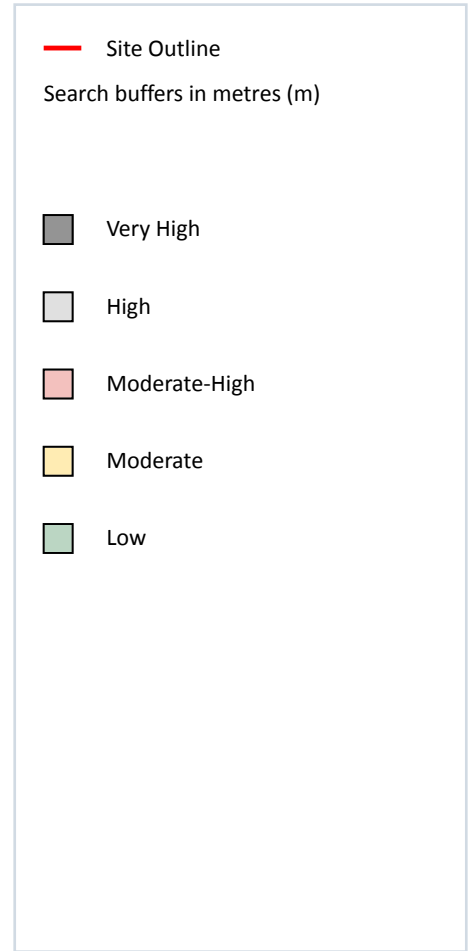 Site Outline
Search buffers in metres (m)
Very High
High
Moderate-High
Moderate
Low